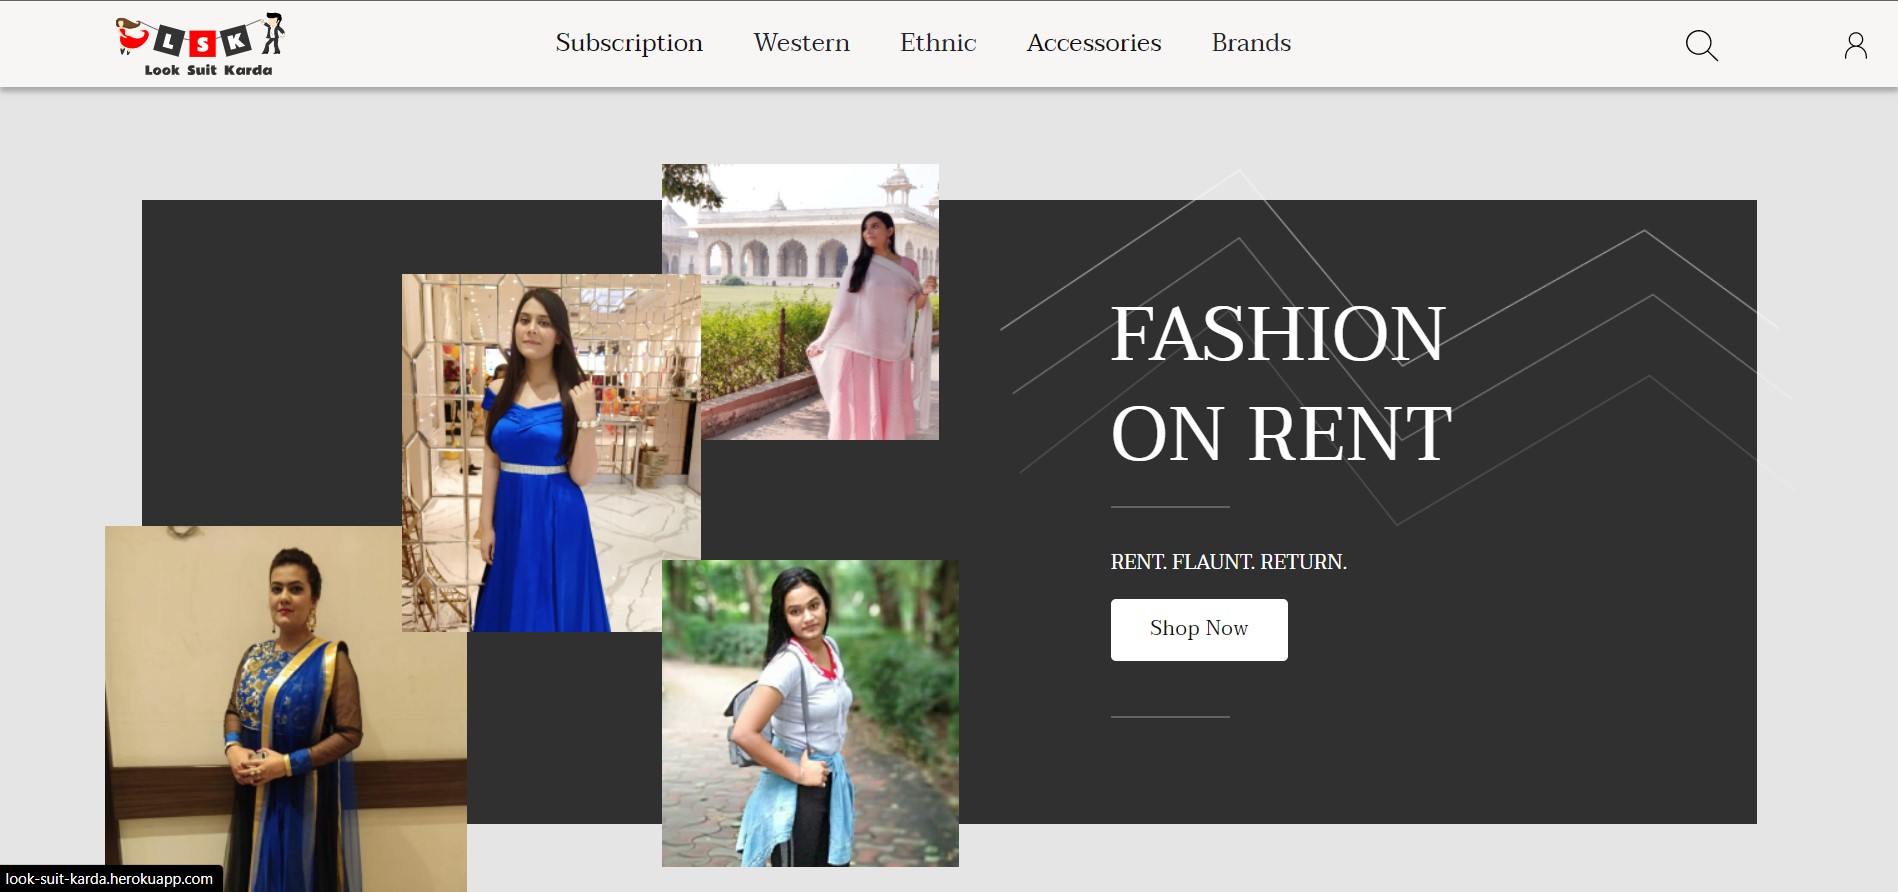 L S K
Look Suit Karda
Subscription
Western
Ethnic
Accessories
Brands
FASHION
ON RENT
RENT. FLAUNT. RETURN.
Shop Now
look-suit-karda.herokuapp.com